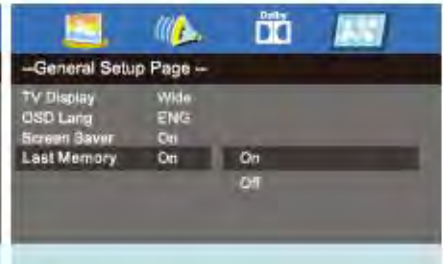 Dolby
--General Setup Page --
TV Display Wide
OSD Lang ENG
Screen Saver On
Last Memory On On
Off